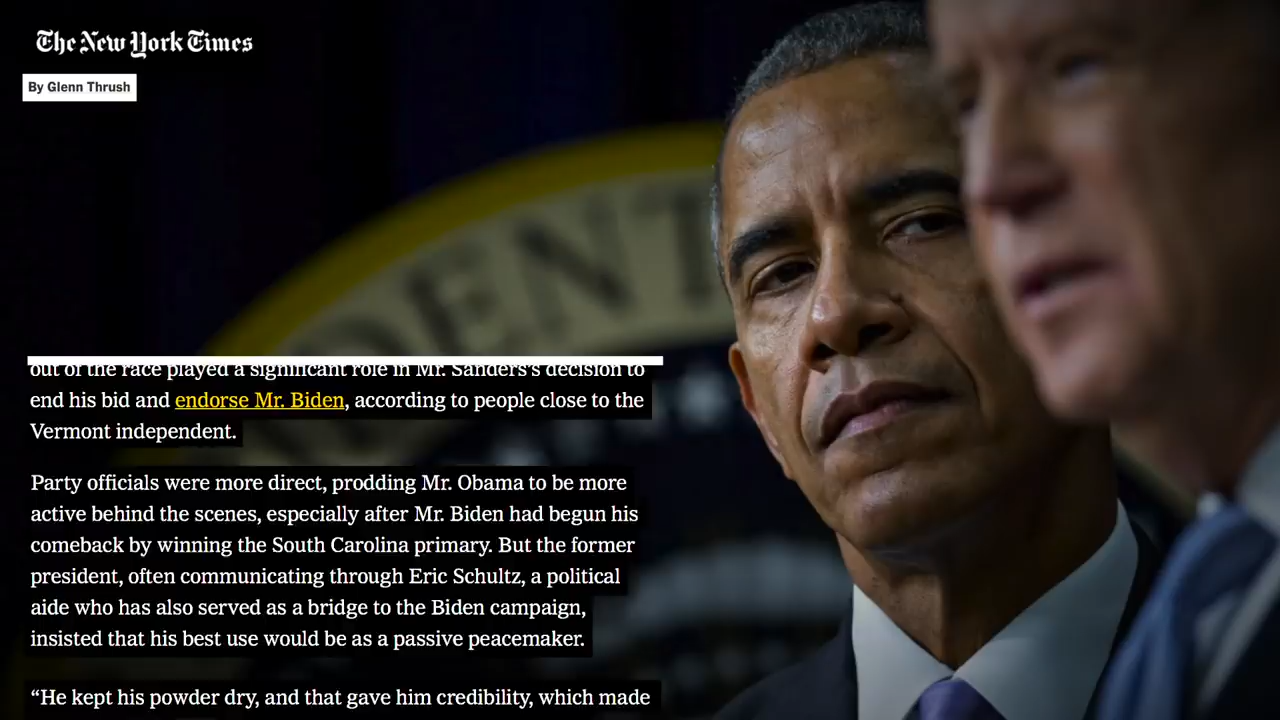 The New York Times
By Glenn Thrush
DENT
out of the race played a significant role in Mr. Sanders's decision to
end his bid and endorse Mr. Biden, according to people close to the
Vermont independent.
Party officials were more direct, prodding Mr. Obama to be more
active behind the scenes, especially after Mr. Biden had begun his
comeback by winning the South Carolina primary. But the former
president, often communicating through Eric Schultz, a political
aide who has also served as a bridge to the Biden campaign,
insisted that his best use would be as a passive peacemaker.
“He kept his powder dry, and that gave him credibility, which made